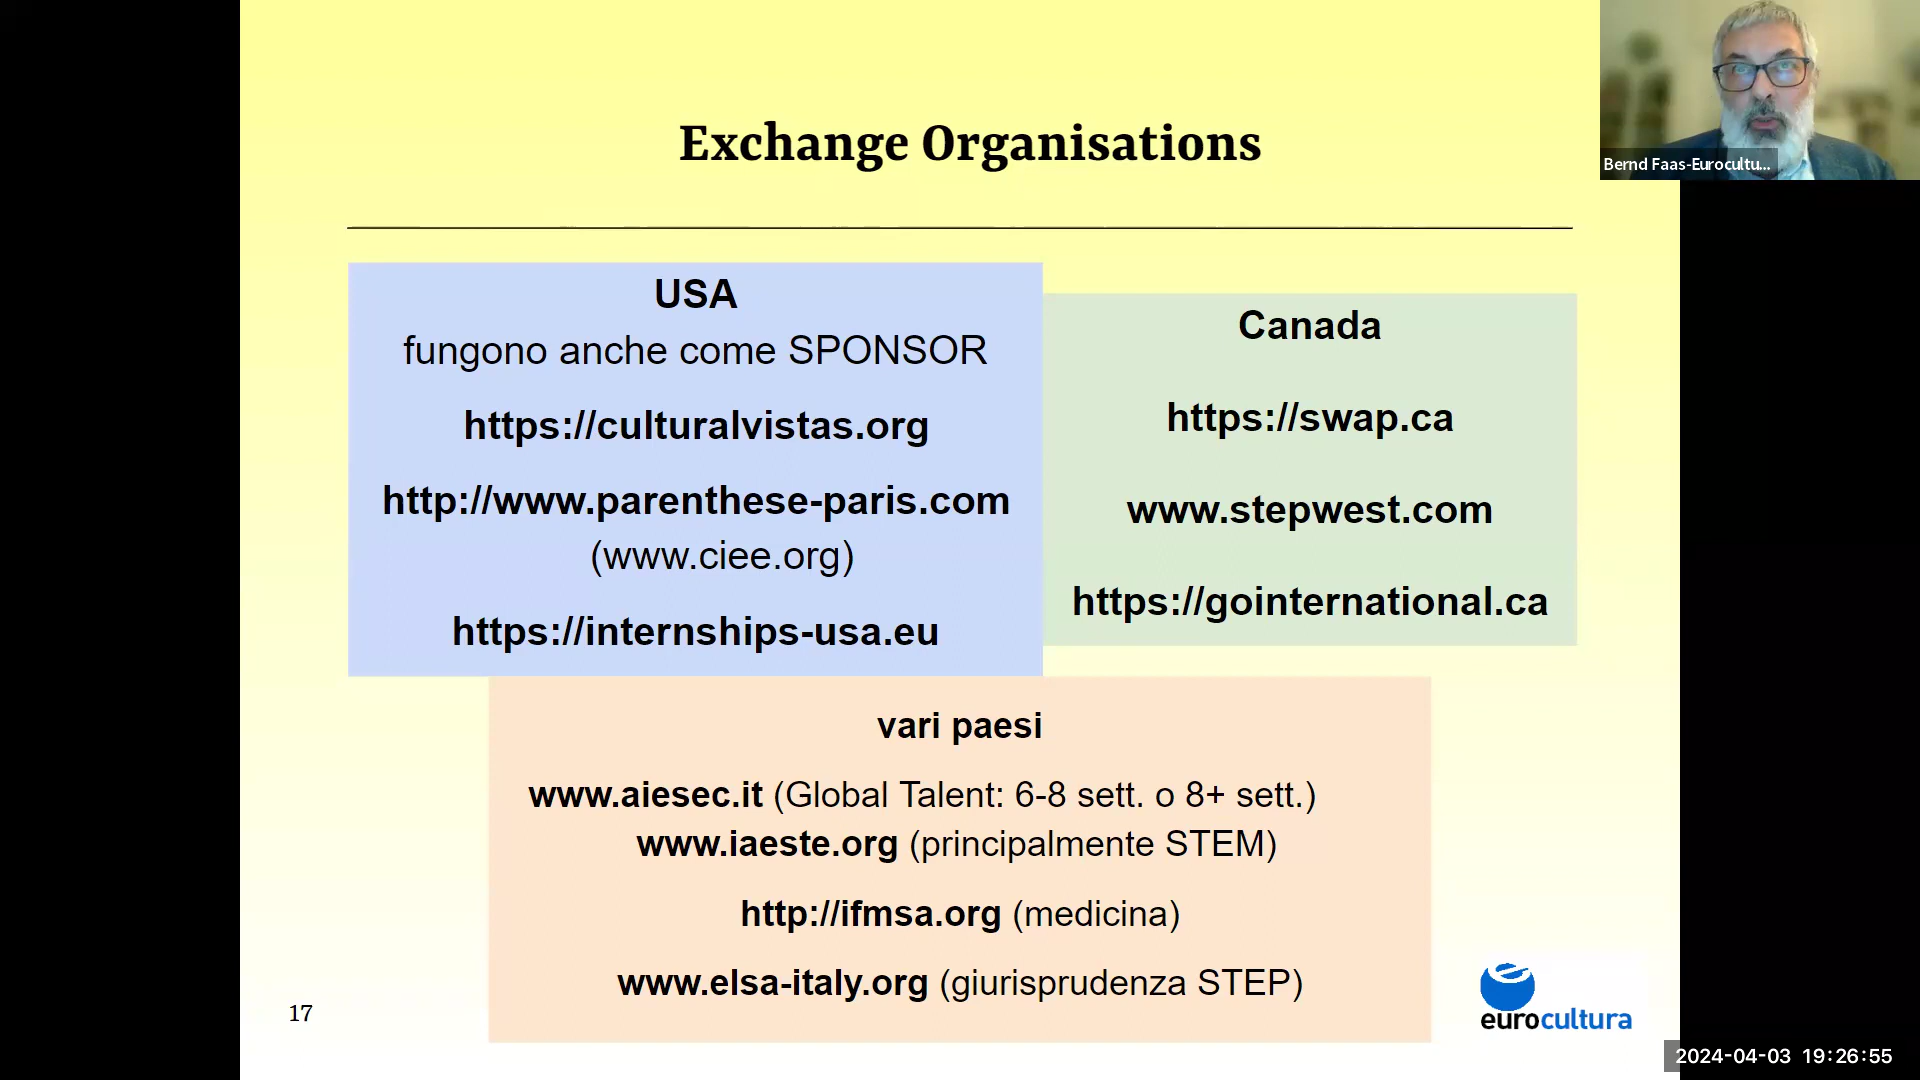 Exchange Organisations
USA
fungono anche come SPONSOR
https://culturalvistas.org
http://www.parenthese-paris.com
(www.ciee.org)
https://internships-usa.eu
Canada
https://swap.ca
www.stepwest.com
https://gointernational.ca
vari paesi
www.aiesec.it (Global Talent: 6-8 sett. o 8+ sett.)
www.iaeste.org (principalmente STEM)
http://ifmsa.org (medicina)
www.elsa-italy.org (giurisprudenza STEP)
17
eurocultura
Bernd Faas-Eurocultu...
2024-04-03 19:26:55